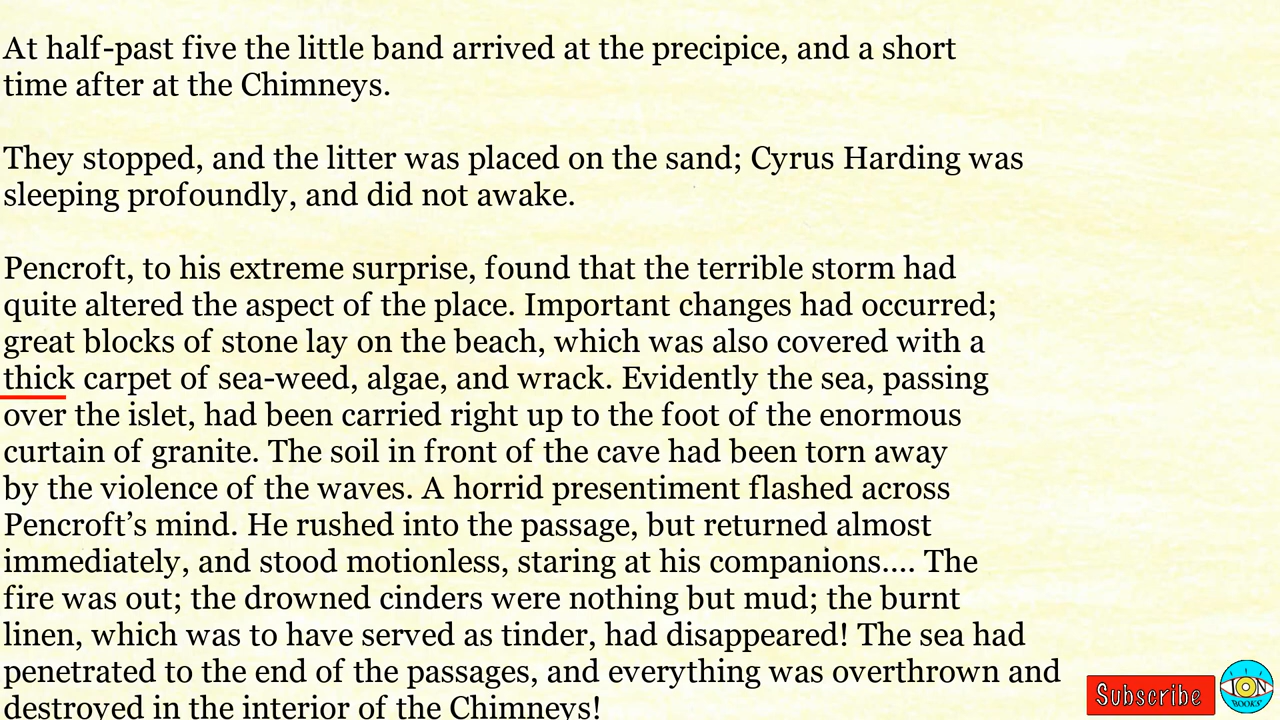 At half-past five the little band arrived at the precipice, and a short
time after at the Chimneys.
They stopped, and the litter was placed on the sand; Cyrus Harding was
sleeping profoundly, and did not awake.
Pencroft, to his extreme surprise, found that the terrible storm had
quite altered the aspect of the place. Important changes had occurred;
great blocks of stone lay on the beach, which was also covered with a
thick carpet of sea-weed, algae, and wrack. Evidently the sea, passing
over the islet, had been carried right up to the foot of the enormous
curtain of granite. The soil in front of the cave had been torn away
by the violence of the waves. A horrid presentiment flashed across
Pencroft’s mind. He rushed into the passage, but returned almost
immediately, and stood motionless, staring at his companions.... The
fire was out; the drowned cinders were nothing but mud; the burnt
linen, which was to have served as tinder, had disappeared! The sea had
penetrated to the end of the passages, and everything was overthrown and
destroyed in the interior of the Chimneys!
Subscribe
ION
BOOKS